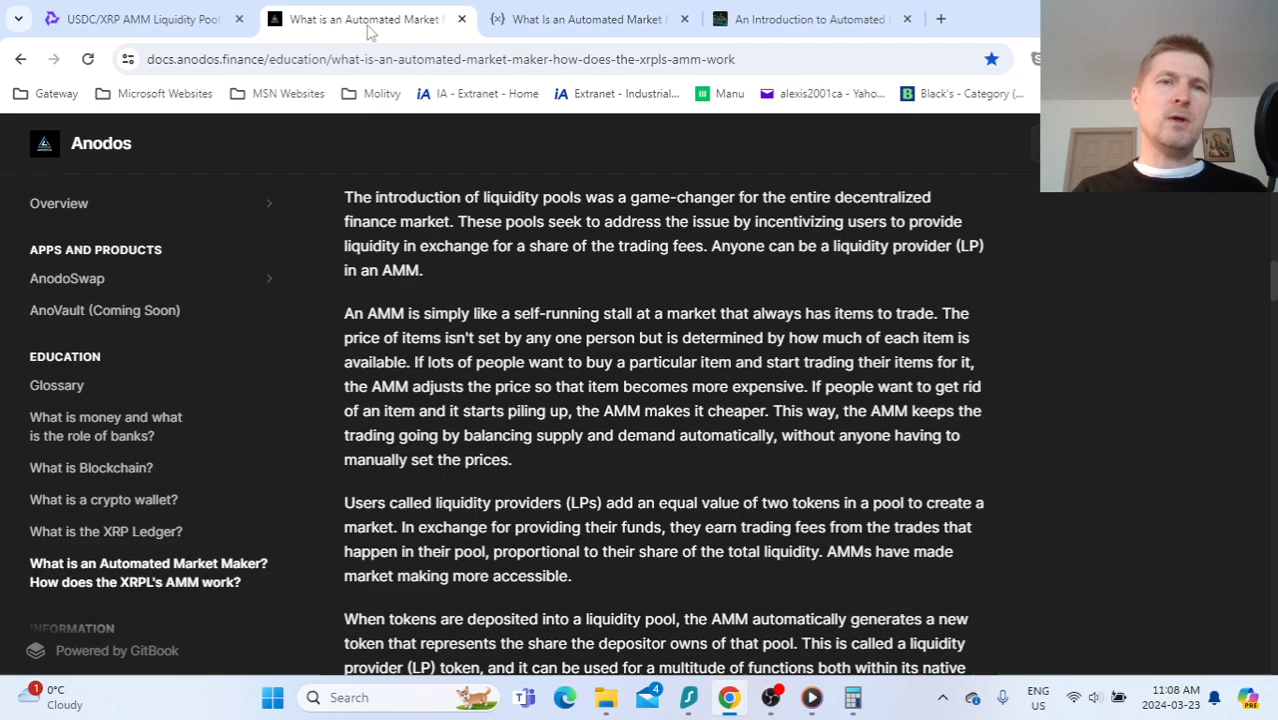 USDC/XRP AMM Liquidity Pool
What is an Automated Market
What Is an Automated Market
An Introduction to Automated
docs.anodos.finance/education/what-is-an-automated-market-maker-how-does-the-xrpls-amm-work
Gateway
Microsoft Websites
MSN Websites
Molitvy
IA - Extranet - Home
Extranet - Industrial...
Manu
alexis2001ca - Yaho...
Black's - Category (...
Anodos
Overview
APPS AND PRODUCTS
AnodoSwap
AnoVault (Coming Soon)
EDUCATION
Glossary
What is money and what
is the role of banks?
What is Blockchain?
What is a crypto wallet?
What is the XRP Ledger?
What is an Automated Market Maker?
How does the XRPL's AMM work?
INFORMATION
Powered by GitBook
The introduction of liquidity pools was a game-changer for the entire decentralized
finance market. These pools seek to address the issue by incentivizing users to provide
liquidity in exchange for a share of the trading fees. Anyone can be a liquidity provider (LP)
in an AMM.
An AMM is simply like a self-running stall at a market that always has items to trade. The
price of items isn't set by any one person but is determined by how much of each item is
available. If lots of people want to buy a particular item and start trading their items for it,
the AMM adjusts the price so that item becomes more expensive. If people want to get rid
of an item and it starts piling up, the AMM makes it cheaper. This way, the AMM keeps the
trading going by balancing supply and demand automatically, without anyone having to
manually set the prices.
Users called liquidity providers (LPs) add an equal value of two tokens in a pool to create a
market. In exchange for providing their funds, they earn trading fees from the trades that
happen in their pool, proportional to their share of the total liquidity. AMMs have made
market making more accessible.
When tokens are deposited into a liquidity pool, the AMM automatically generates a new
token that represents the share the depositor owns of that pool. This is called a liquidity
provider (LP) token, and it can be used for a multitude of functions both within its native
1
0°C
Cloudy
Search
4
ENG
US
11:08 AM
2024-03-23
PRE